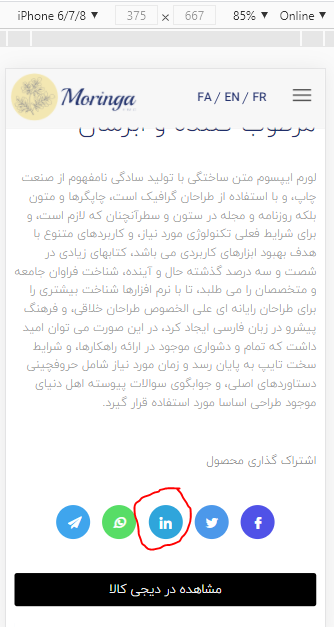 iPhone 6/7/8 ▼ 375 × 667 85% ▼ Online ▼
Moringa FA / EN / FR
مرطوب کننده و آبرسان
لورم ایپسوم متن ساختگی با تولید سادگی نامفهوم از صنعت
چاپ، و با استفاده از طراحان گرافیک است، چاپگرها و متون
بلکه روزنامه و مجله در ستون و سطرآنچنان که لازم است، و
برای شرایط فعلی تکنولوژی مورد نیاز، و کاربردهای متنوع با
هدف بهبود ابزارهای کاربردی می باشد، کتابهای زیادی در
شصت و سه درصد گذشته حال و آینده، شناخت فراوان جامعه
و متخصصان را می طلبد، تا با نرم افزارها شناخت بیشتری را
برای طراحان رایانه ای علی الخصوص طراحان خلاقی، و فرهنگ
پیشرو در زبان فارسی ایجاد کرد، در این صورت می توان امید
داشت که تمام و دشواری موجود در ارائه راهکارها، و شرایط
سخت تایپ به پایان رسد و زمان مورد نیاز شامل حروفچینی
دستاوردهای اصلی، و جوابگوی سوالات پیوسته اهل دنیای
موجود طراحی اساسا مورد استفاده قرار گیرد.
اشتراک گذاری محصول
in f
مشاهده در دیجی کالا